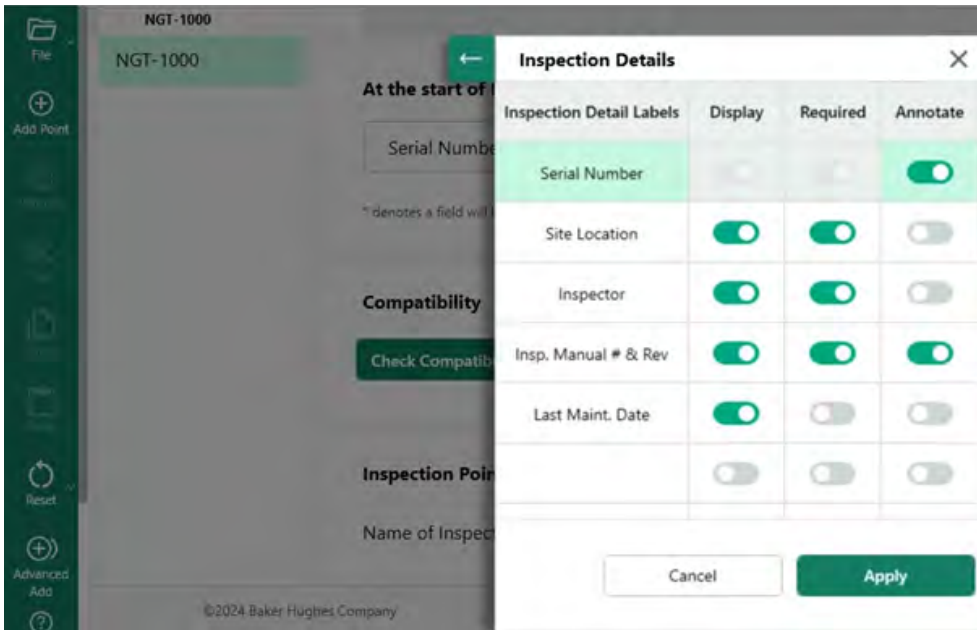 File
Add Point
Reset
Advanced
Add
NGT-1000
NGT-1000
At the start of
Serial Numbe
* denotes a field will
Compatibility
Check Compatib
Inspection Poin
Name of Inspec
©2024 Baker Hughes Company
Inspection Details
Inspection Detail Labels Display Required Annotate
Serial Number
Site Location
Inspector
Insp. Manual # & Rev
Last Maint. Date
Cancel Apply